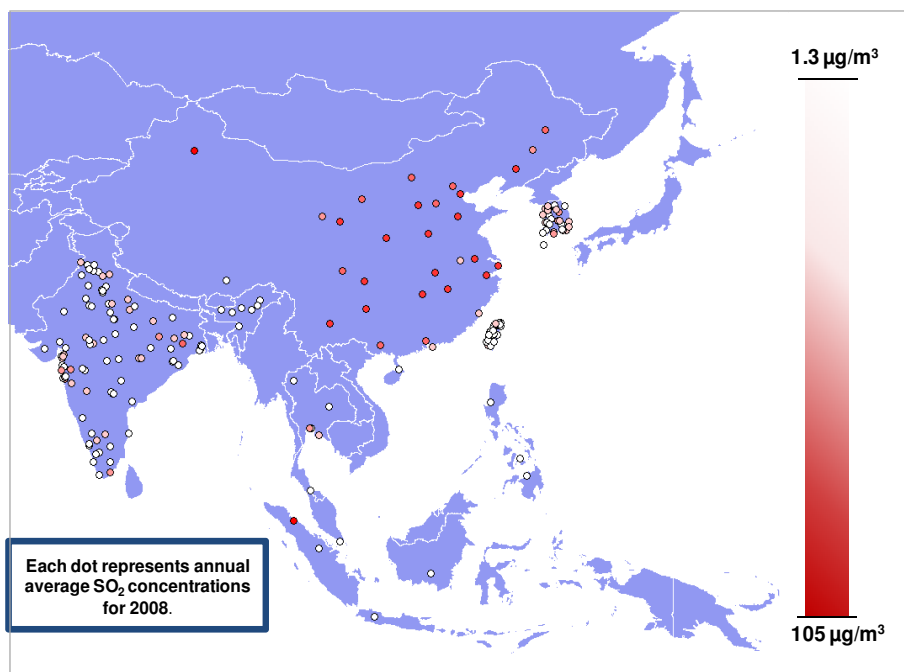 1.3 µg/m³
Each dot represents annual
average SO₂ concentrations
for 2008.
105 µg/m³